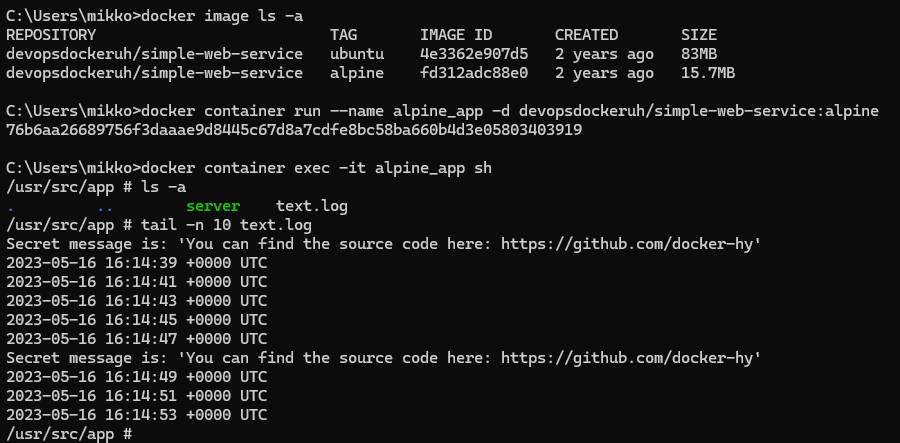 C:\Users\mikko>docker image ls -a
REPOSITORY                          TAG       IMAGE ID       CREATED       SIZE
devopsdockeruh/simple-web-service   ubuntu    4e3362e907d5   2 years ago   83MB
devopsdockeruh/simple-web-service   alpine    fd312adc88e0   2 years ago   15.7MB

C:\Users\mikko>docker container run --name alpine_app -d devopsdockeruh/simple-web-service:alpine
76b6aa26689756f3daaae9d8445c67d8a7cdfe8bc58ba660b4d3e05803403919

C:\Users\mikko>docker container exec -it alpine_app sh
/usr/src/app # ls -a
.         ..        server    text.log
/usr/src/app # tail -n 10 text.log
Secret message is: 'You can find the source code here: https://github.com/docker-hy'
2023-05-16 16:14:39 +0000 UTC
2023-05-16 16:14:41 +0000 UTC
2023-05-16 16:14:43 +0000 UTC
2023-05-16 16:14:45 +0000 UTC
2023-05-16 16:14:47 +0000 UTC
Secret message is: 'You can find the source code here: https://github.com/docker-hy'
2023-05-16 16:14:49 +0000 UTC
2023-05-16 16:14:51 +0000 UTC
2023-05-16 16:14:53 +0000 UTC
/usr/src/app #